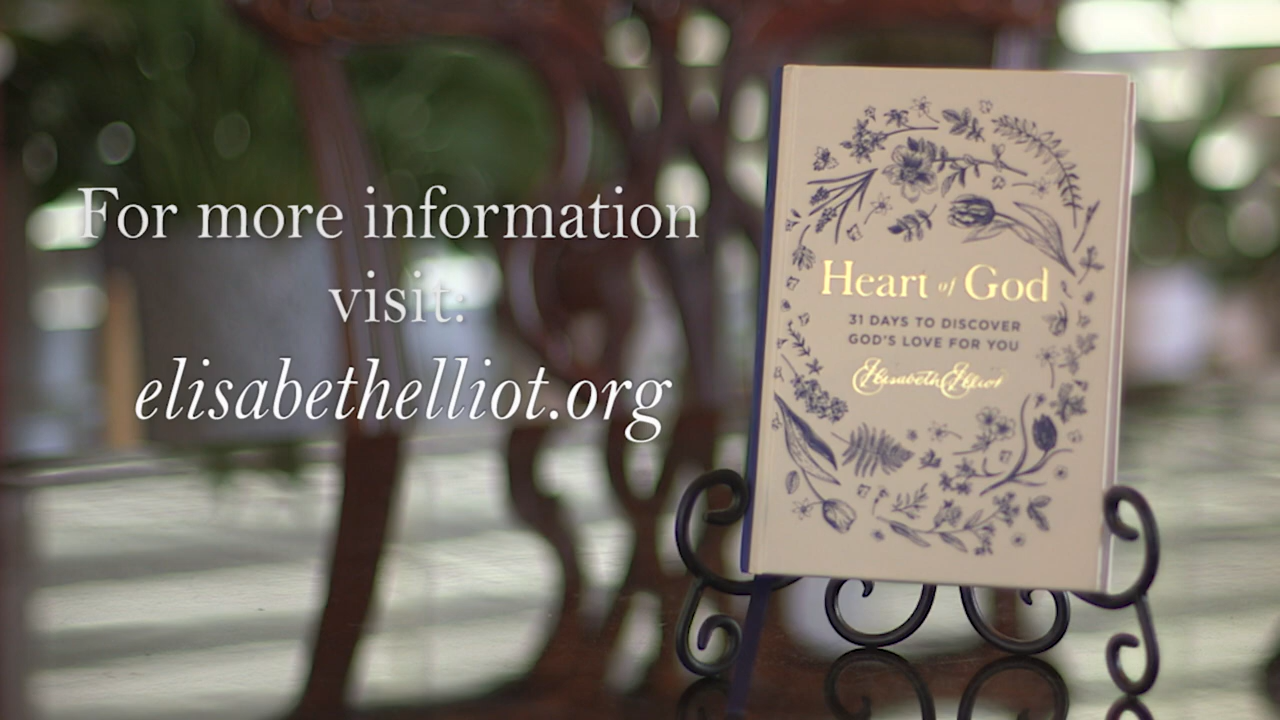 For more information
visit:
elisabethelliot.org
Heart of God
31 DAYS TO DISCOVER
GOD'S LOVE FOR YOU
Elisabeth Elliot